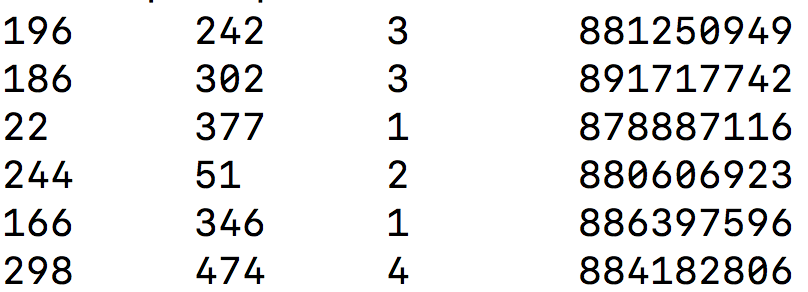 196 242 3 881250949
186 302 3 891717742
22 377 1 878887116
244 51 2 880606923
166 346 1 886397596
298 474 4 884182806